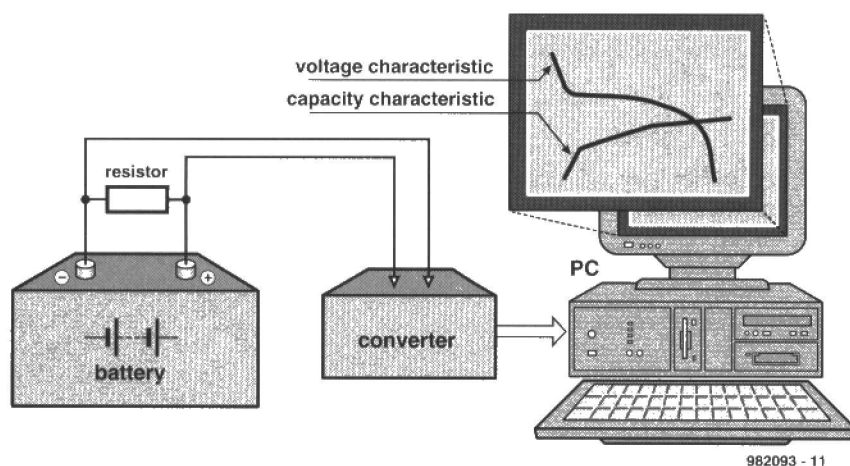 voltage characteristic
capacity characteristic
resistor
PC
converter
battery
982093 - 11